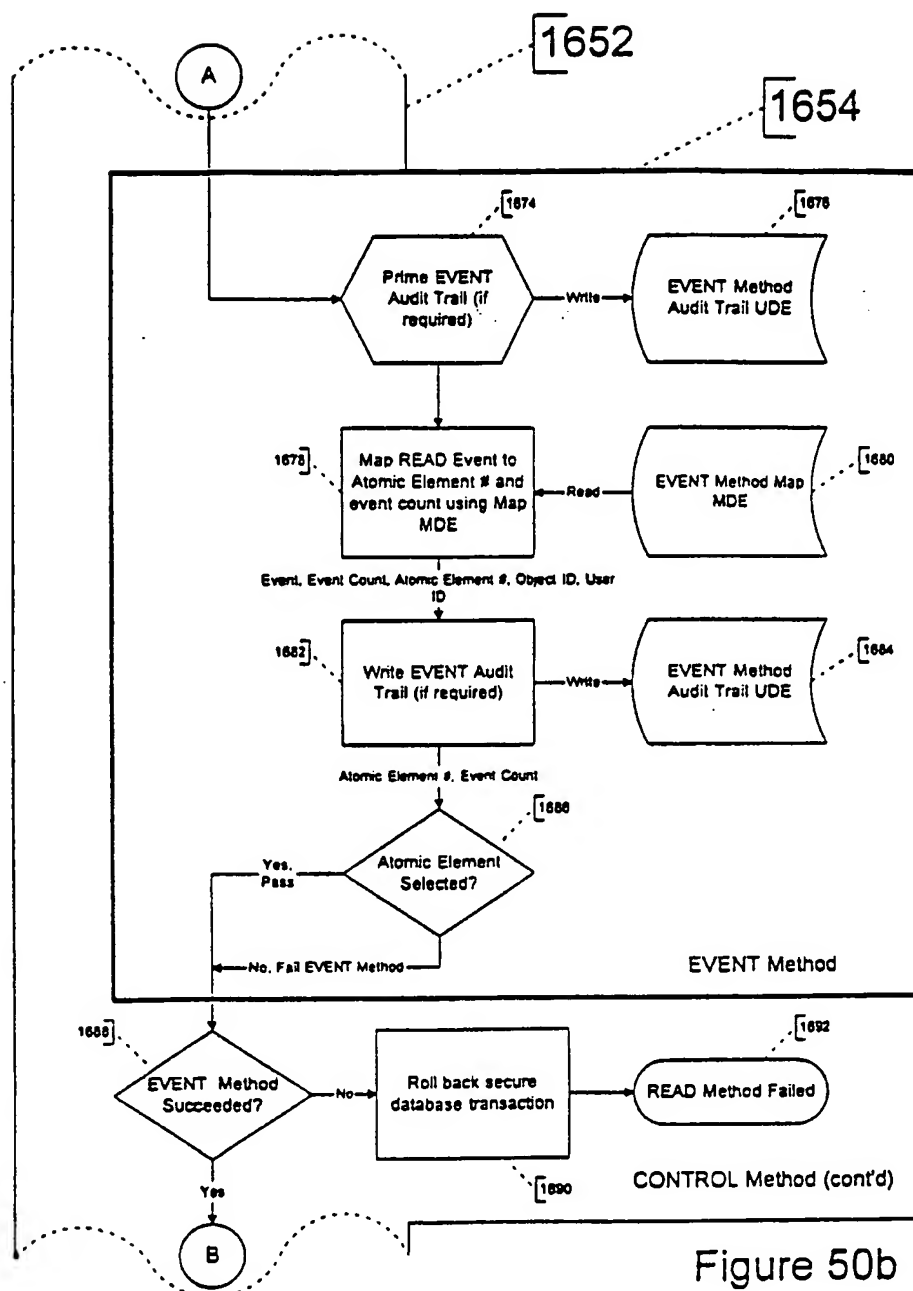 1652
A
1654
1674
1676
Prime EVENT
Audit Trail (if
required)
Write
EVENT Method
Audit Trail UDE
1678
Map READ Event to
Atomic Element # and
event count using Map
MDE
Read
EVENT Method Map
MDE
1680
Event, Event Count, Atomic Element #, Object ID, User
ID
1682
Write EVENT Audit
Trail (if required)
Write
EVENT Method
Audit Trail UDE
1684
Atomic Element #, Event Count
1686
Atomic Element
Selected?
Yes,
Pass
No, Fail EVENT Method
EVENT Method
1688
EVENT Method
Succeeded?
No
Roll back secure
database transaction
1692
READ Method Failed
1690
CONTROL Method (cont'd)
Yes
B
Figure 50b